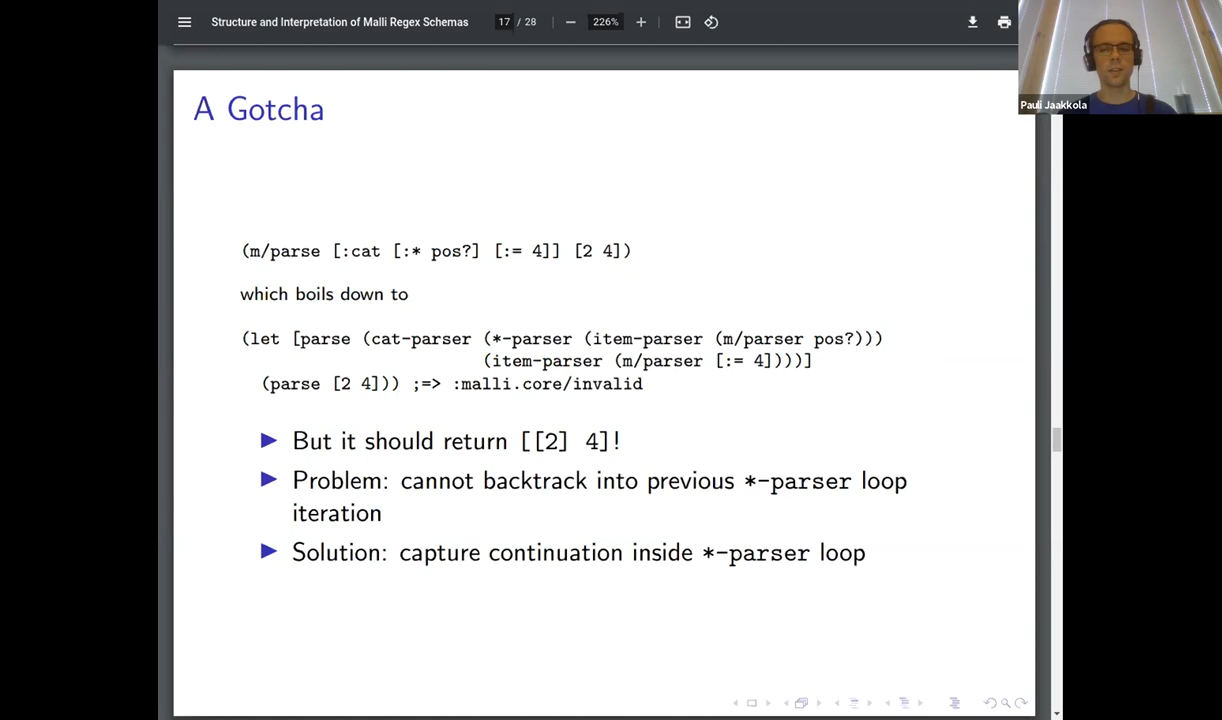 Structure and Interpretation of Malli Regex Schemas 17 / 28 226%
Pauli Jaakkola
A Gotcha
(m/parse [:cat [:* pos?] [:= 4]] [2 4])
which boils down to
(let [parse (cat-parser (*-parser (item-parser (m/parser pos?)))
(item-parser (m/parser [:= 4])))]
(parse [2 4])) ;=> :malli.core/invalid
But it should return [[2] 4]!
Problem: cannot backtrack into previous *-parser loop
iteration
Solution: capture continuation inside *-parser loop